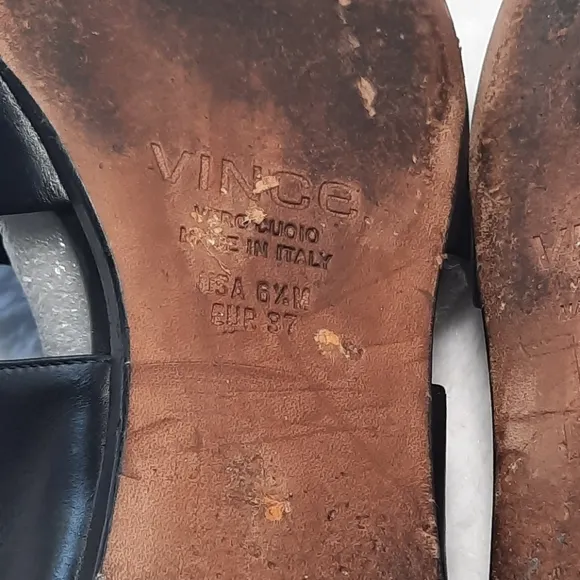 VINCE.
VERO CUOIO
MADE IN ITALY
USA 6½M
EUR 37
V